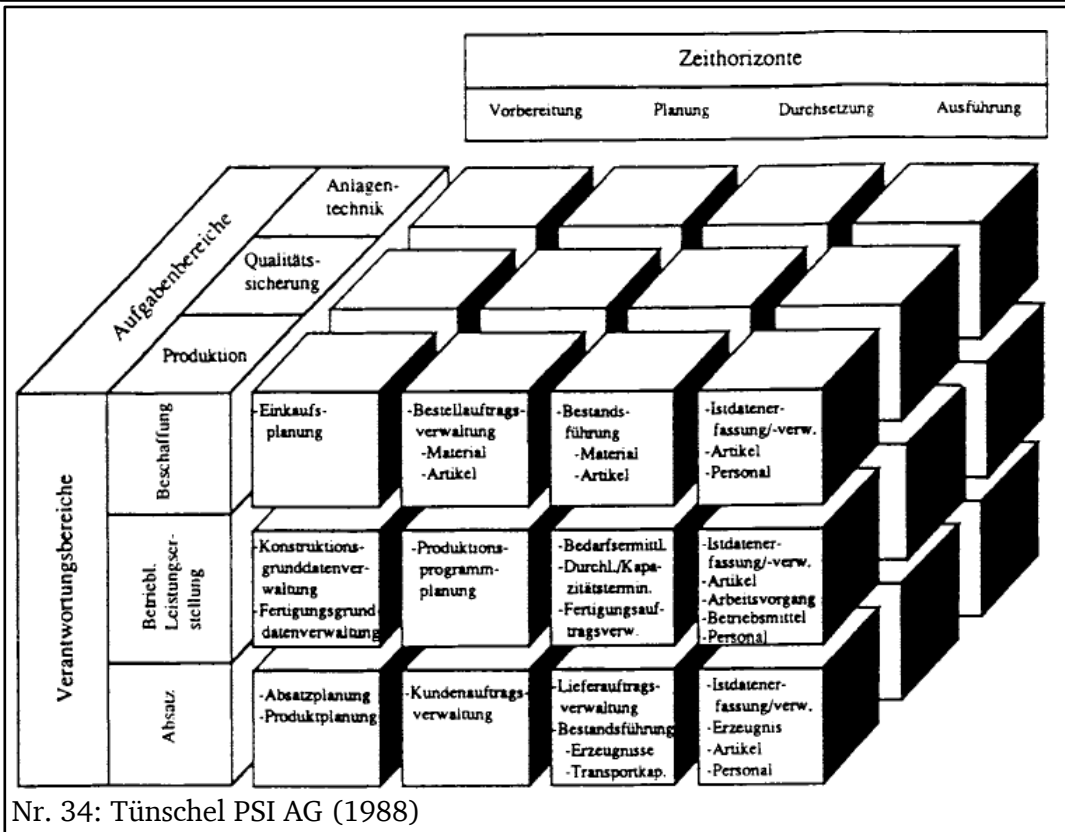 Zeithorizonte
Vorbereitung Planung Durchsetzung Ausführung
Aufgabenbereiche
Anlagen-
technik
Qualitäts-
sicherung
Produktion
Verantwortungsbereiche
Beschaffung
-Einkaufs-
planung
-Bestellauftrags-
verwaltung
-Material
-Artikel
-Bestands-
führung
-Material
-Artikel
-Istdatener-
fassung/-verw.
-Artikel
-Personal
Betriebl.
Leistungser-
stellung
-Konstruktions-
grunddatenver-
waltung
-Fertigungsgrund
datenverwaltung
-Produktions-
programm-
planung
-Bedarfsermittl.
-Durchl./Kapa-
zitätstermin.
-Fertigungsauf-
tragsverw.
-Istdatener-
fassung/-verw.
-Artikel
-Arbeitsvorgang
-Betriebsmittel
-Personal
Absatz
-Absatzplanung
-Produktplanung
-Kundenauftrags-
verwaltung
-Lieferauftrags-
verwaltung
-Bestandsführung
-Erzeugnisse
-Transportkap.
-Istdatener-
fassung/verw.
-Erzeugnis
-Artikel
-Personal
Nr. 34: Tünschel PSI AG (1988)